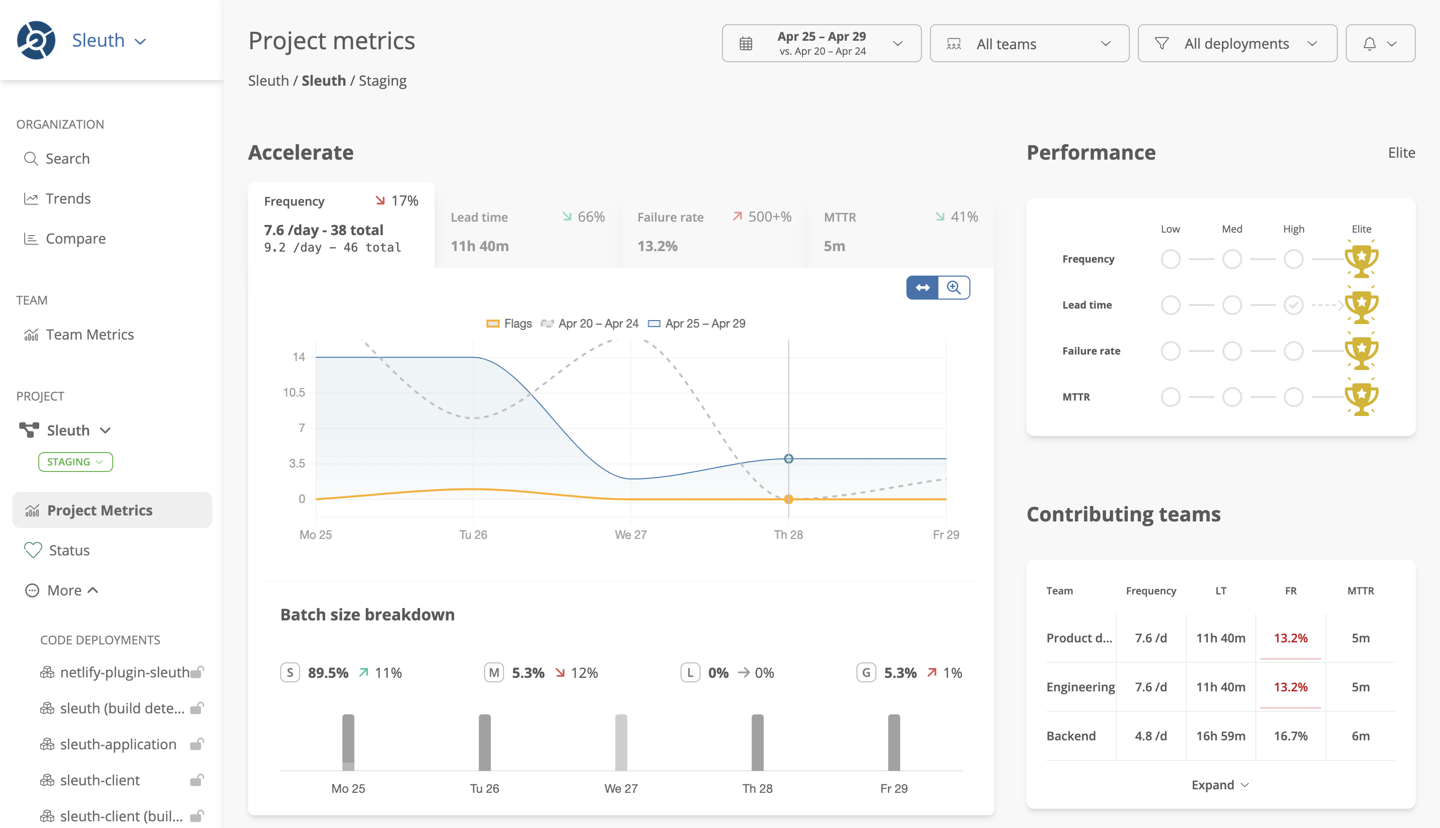 Sleuth
ORGANIZATION
Search
Trends
Compare
TEAM
Team Metrics
PROJECT
Sleuth
STAGING
Project Metrics
Status
More
CODE DEPLOYMENTS
netlify-plugin-sleuth
sleuth (build dete...
sleuth-application
sleuth-client
sleuth-client (buil...
Project metrics
Sleuth / Sleuth / Staging
Apr 25 – Apr 29
vs. Apr 20 – Apr 24
All teams
All deployments
Accelerate
Frequency 17%
7.6 /day - 38 total
9.2 /day – 46 total
Lead time 66%
11h 40m
Failure rate 500+%
13.2%
MTTR 41%
5m
Flags Apr 20 – Apr 24 Apr 25 – Apr 29
14
10.5
7
3.5
0
Mo 25 Tu 26 We 27 Th 28 Fr 29
Batch size breakdown
S 89.5% 11% M 5.3% 12% L 0% 0% G 5.3% 1%
Mo 25 Tu 26 We 27 Th 28 Fr 29
Performance Elite
Low Med High Elite
Frequency
Lead time
Failure rate
MTTR
Contributing teams
Team Frequency LT FR MTTR
Product d... 7.6 /d 11h 40m 13.2% 5m
Engineering 7.6 /d 11h 40m 13.2% 5m
Backend 4.8 /d 16h 59m 16.7% 6m
Expand